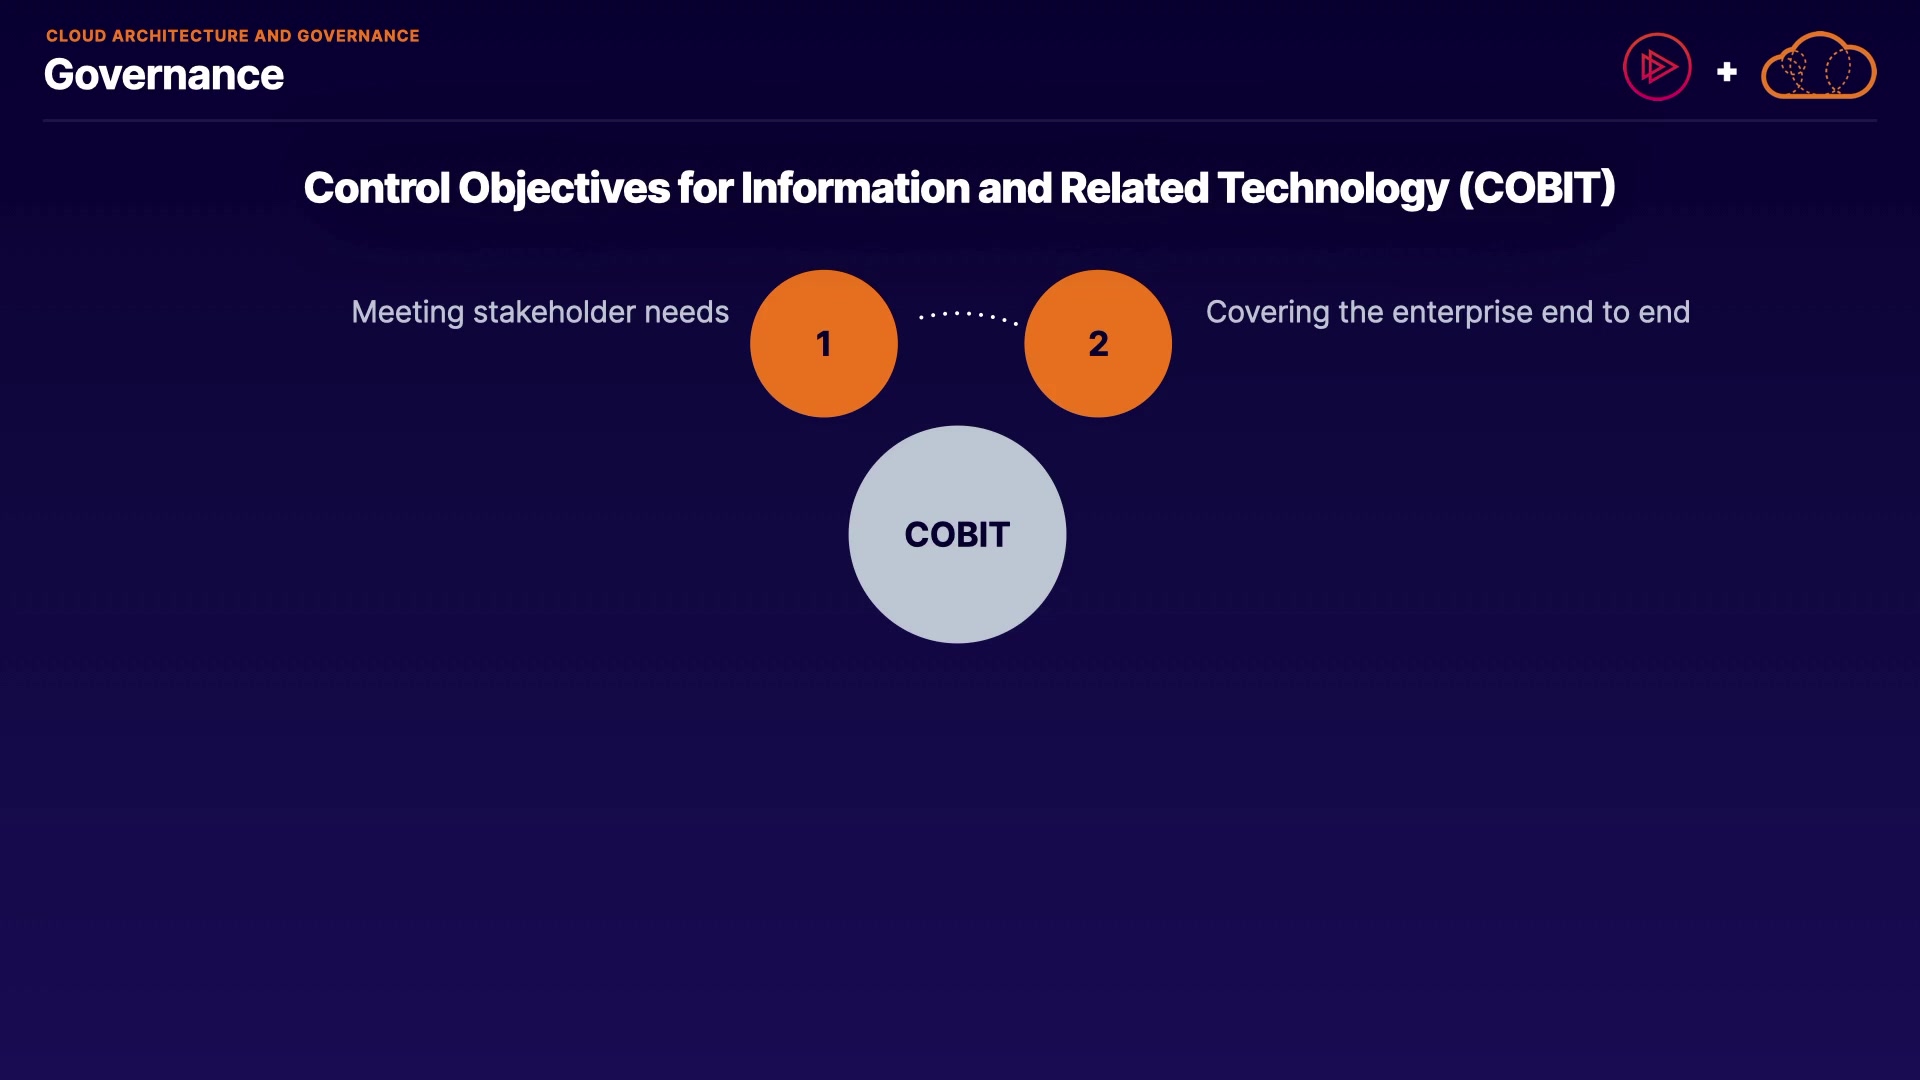 CLOUD ARCHITECTURE AND GOVERNANCE
Governance
Control Objectives for Information and Related Technology (COBIT)
Meeting stakeholder needs
1
2
Covering the enterprise end to end
COBIT